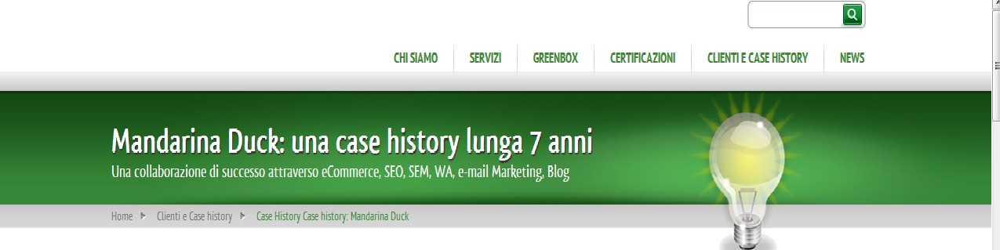 CHI SIAMO SERVIZI GREENBOX CERTIFICAZIONI CLIENTI E CASE HISTORY NEWS
Mandarina Duck: una case history lunga 7 anni
Una collaborazione di successo attraverso eCommerce, SEO, SEM, WA, e-mail Marketing, Blog
Home Clienti e Case history Case History Case history: Mandarina Duck